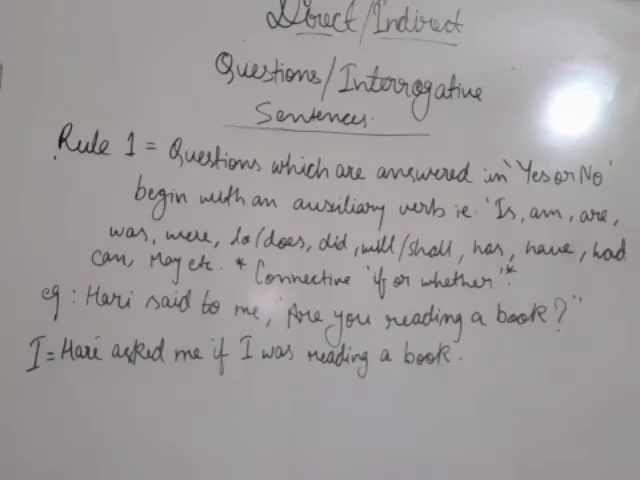 Direct/Indirect
Questions/Interrogative
Sentences.
Rule 1 = Questions which are answered in 'Yes or No'
begin with an auxiliary verb ie. 'Is, am, are,
was, were, do/does, did, will/shall, has, have, had
can, May etc. * Connective 'if or whether'*.
eg : Hari said to me, "Are you reading a book?"
I = Hari asked me if I was reading a book.